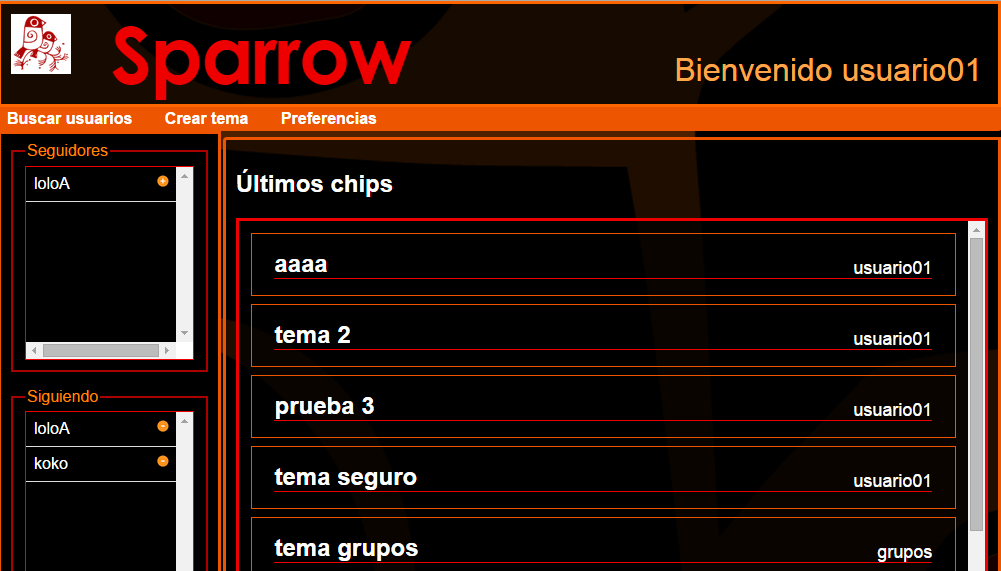 Sparrow
Bienvenido usuario01
Buscar usuarios Crear tema Preferencias
Seguidores
loloA
Siguiendo
loloA
koko
Últimos chips
aaaa usuario01
tema 2 usuario01
prueba 3 usuario01
tema seguro usuario01
tema grupos grupos